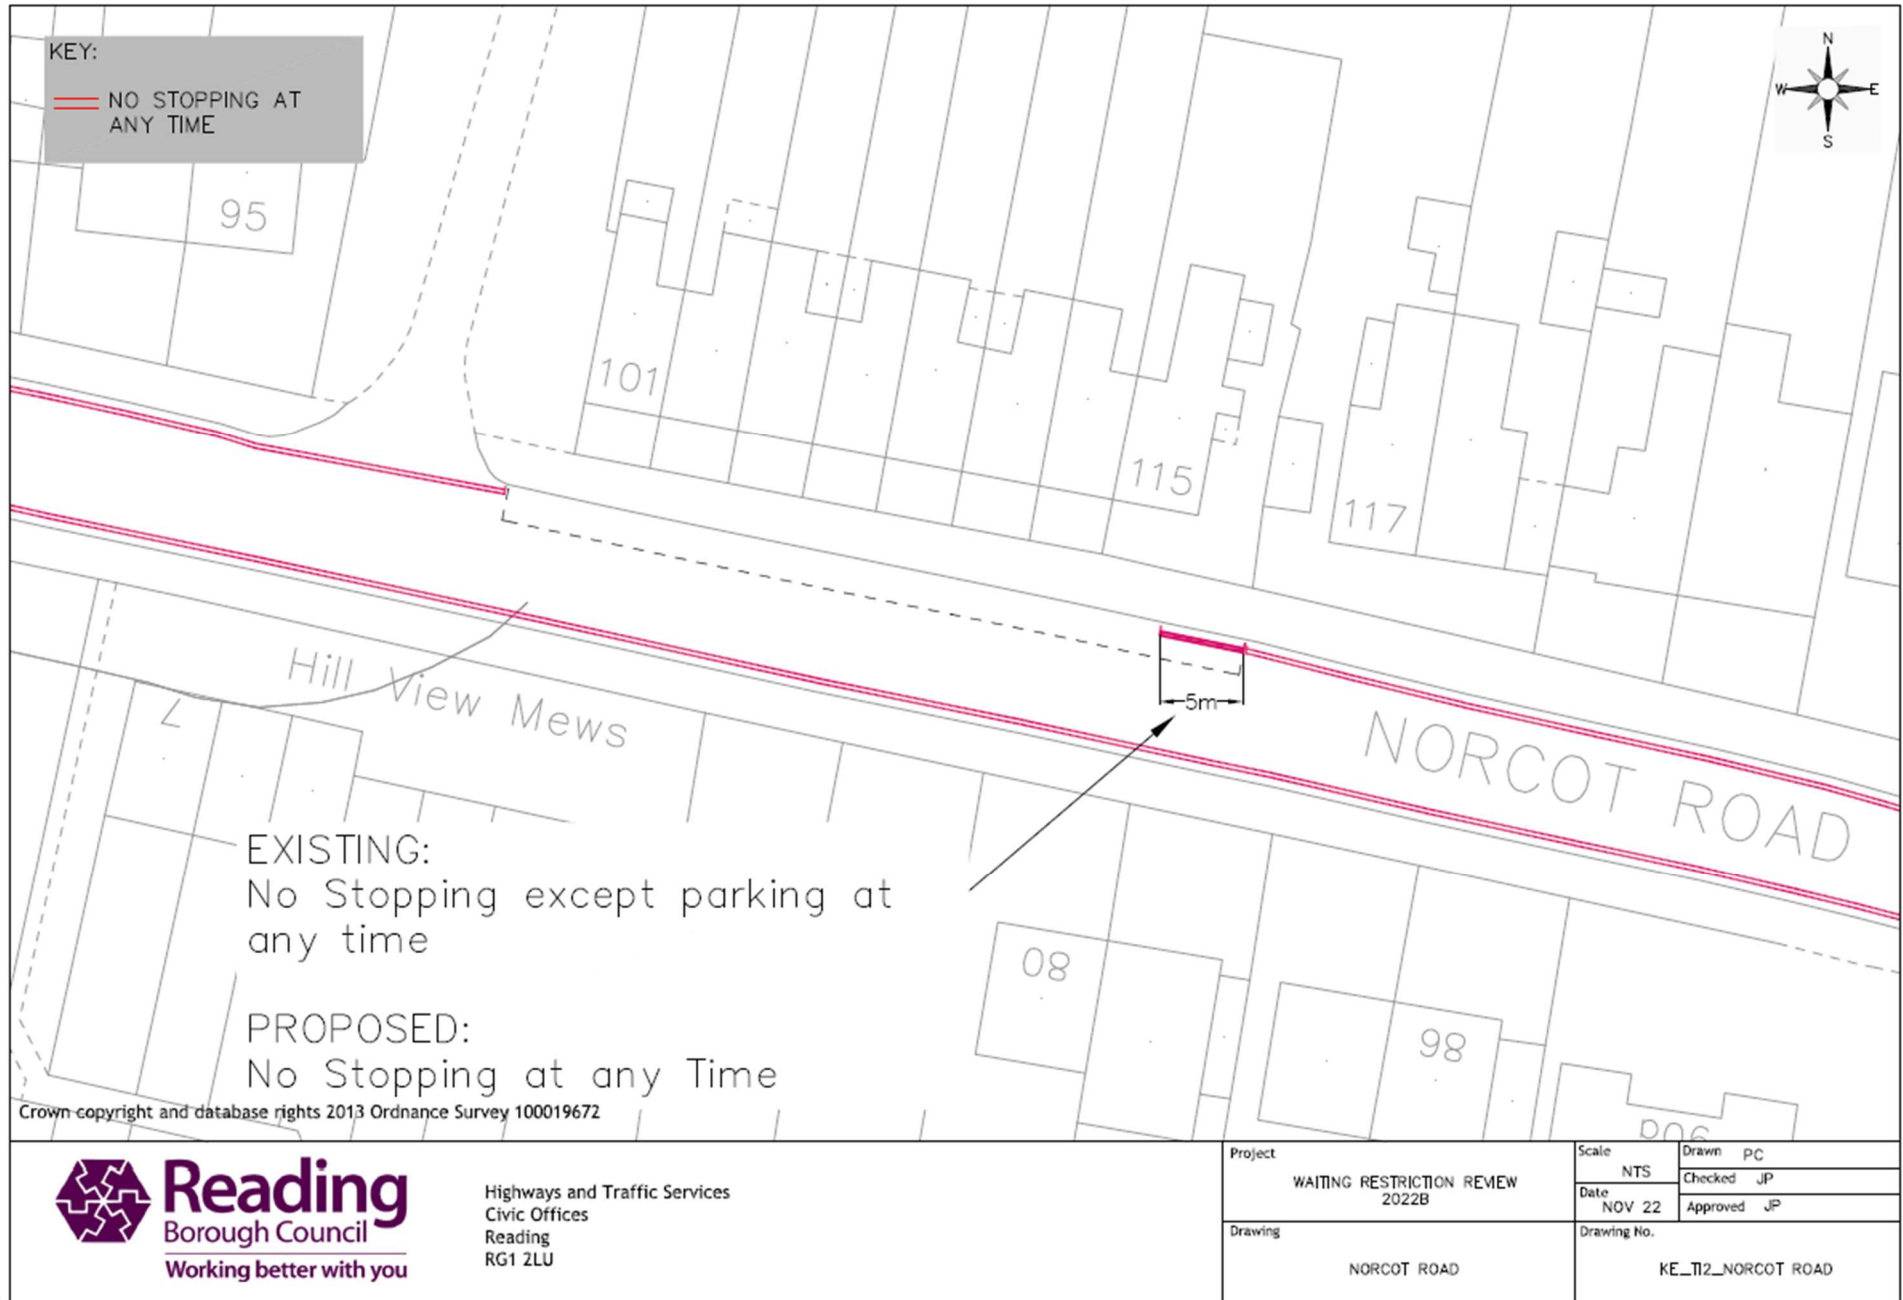 KEY:
NO STOPPING AT
ANY TIME
N
W E
S
95
101
115
117
Hill View Mews
7
NORCOT ROAD
5m
EXISTING:
No Stopping except parking at
any time
PROPOSED:
No Stopping at any Time
80
86
90a
Crown copyright and database rights 2013 Ordnance Survey 100019672
Reading
Borough Council
Working better with you
Highways and Traffic Services
Civic Offices
Reading
RG1 2LU
Project
WAITING RESTRICTION REVIEW
2022B
Scale
NTS
Date
NOV 22
Drawn PC
Checked JP
Approved JP
Drawing
NORCOT ROAD
Drawing No.
KE_TI2_NORCOT ROAD